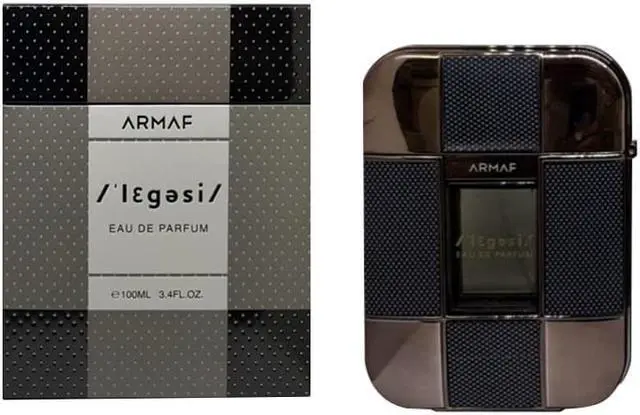 ARMAF
/ˈlɛgəsi/
EAU DE PARFUM
℮100ML 3.4FL.OZ.
ARMAF
/ˈlɛgəsi/
EAU DE PARFUM